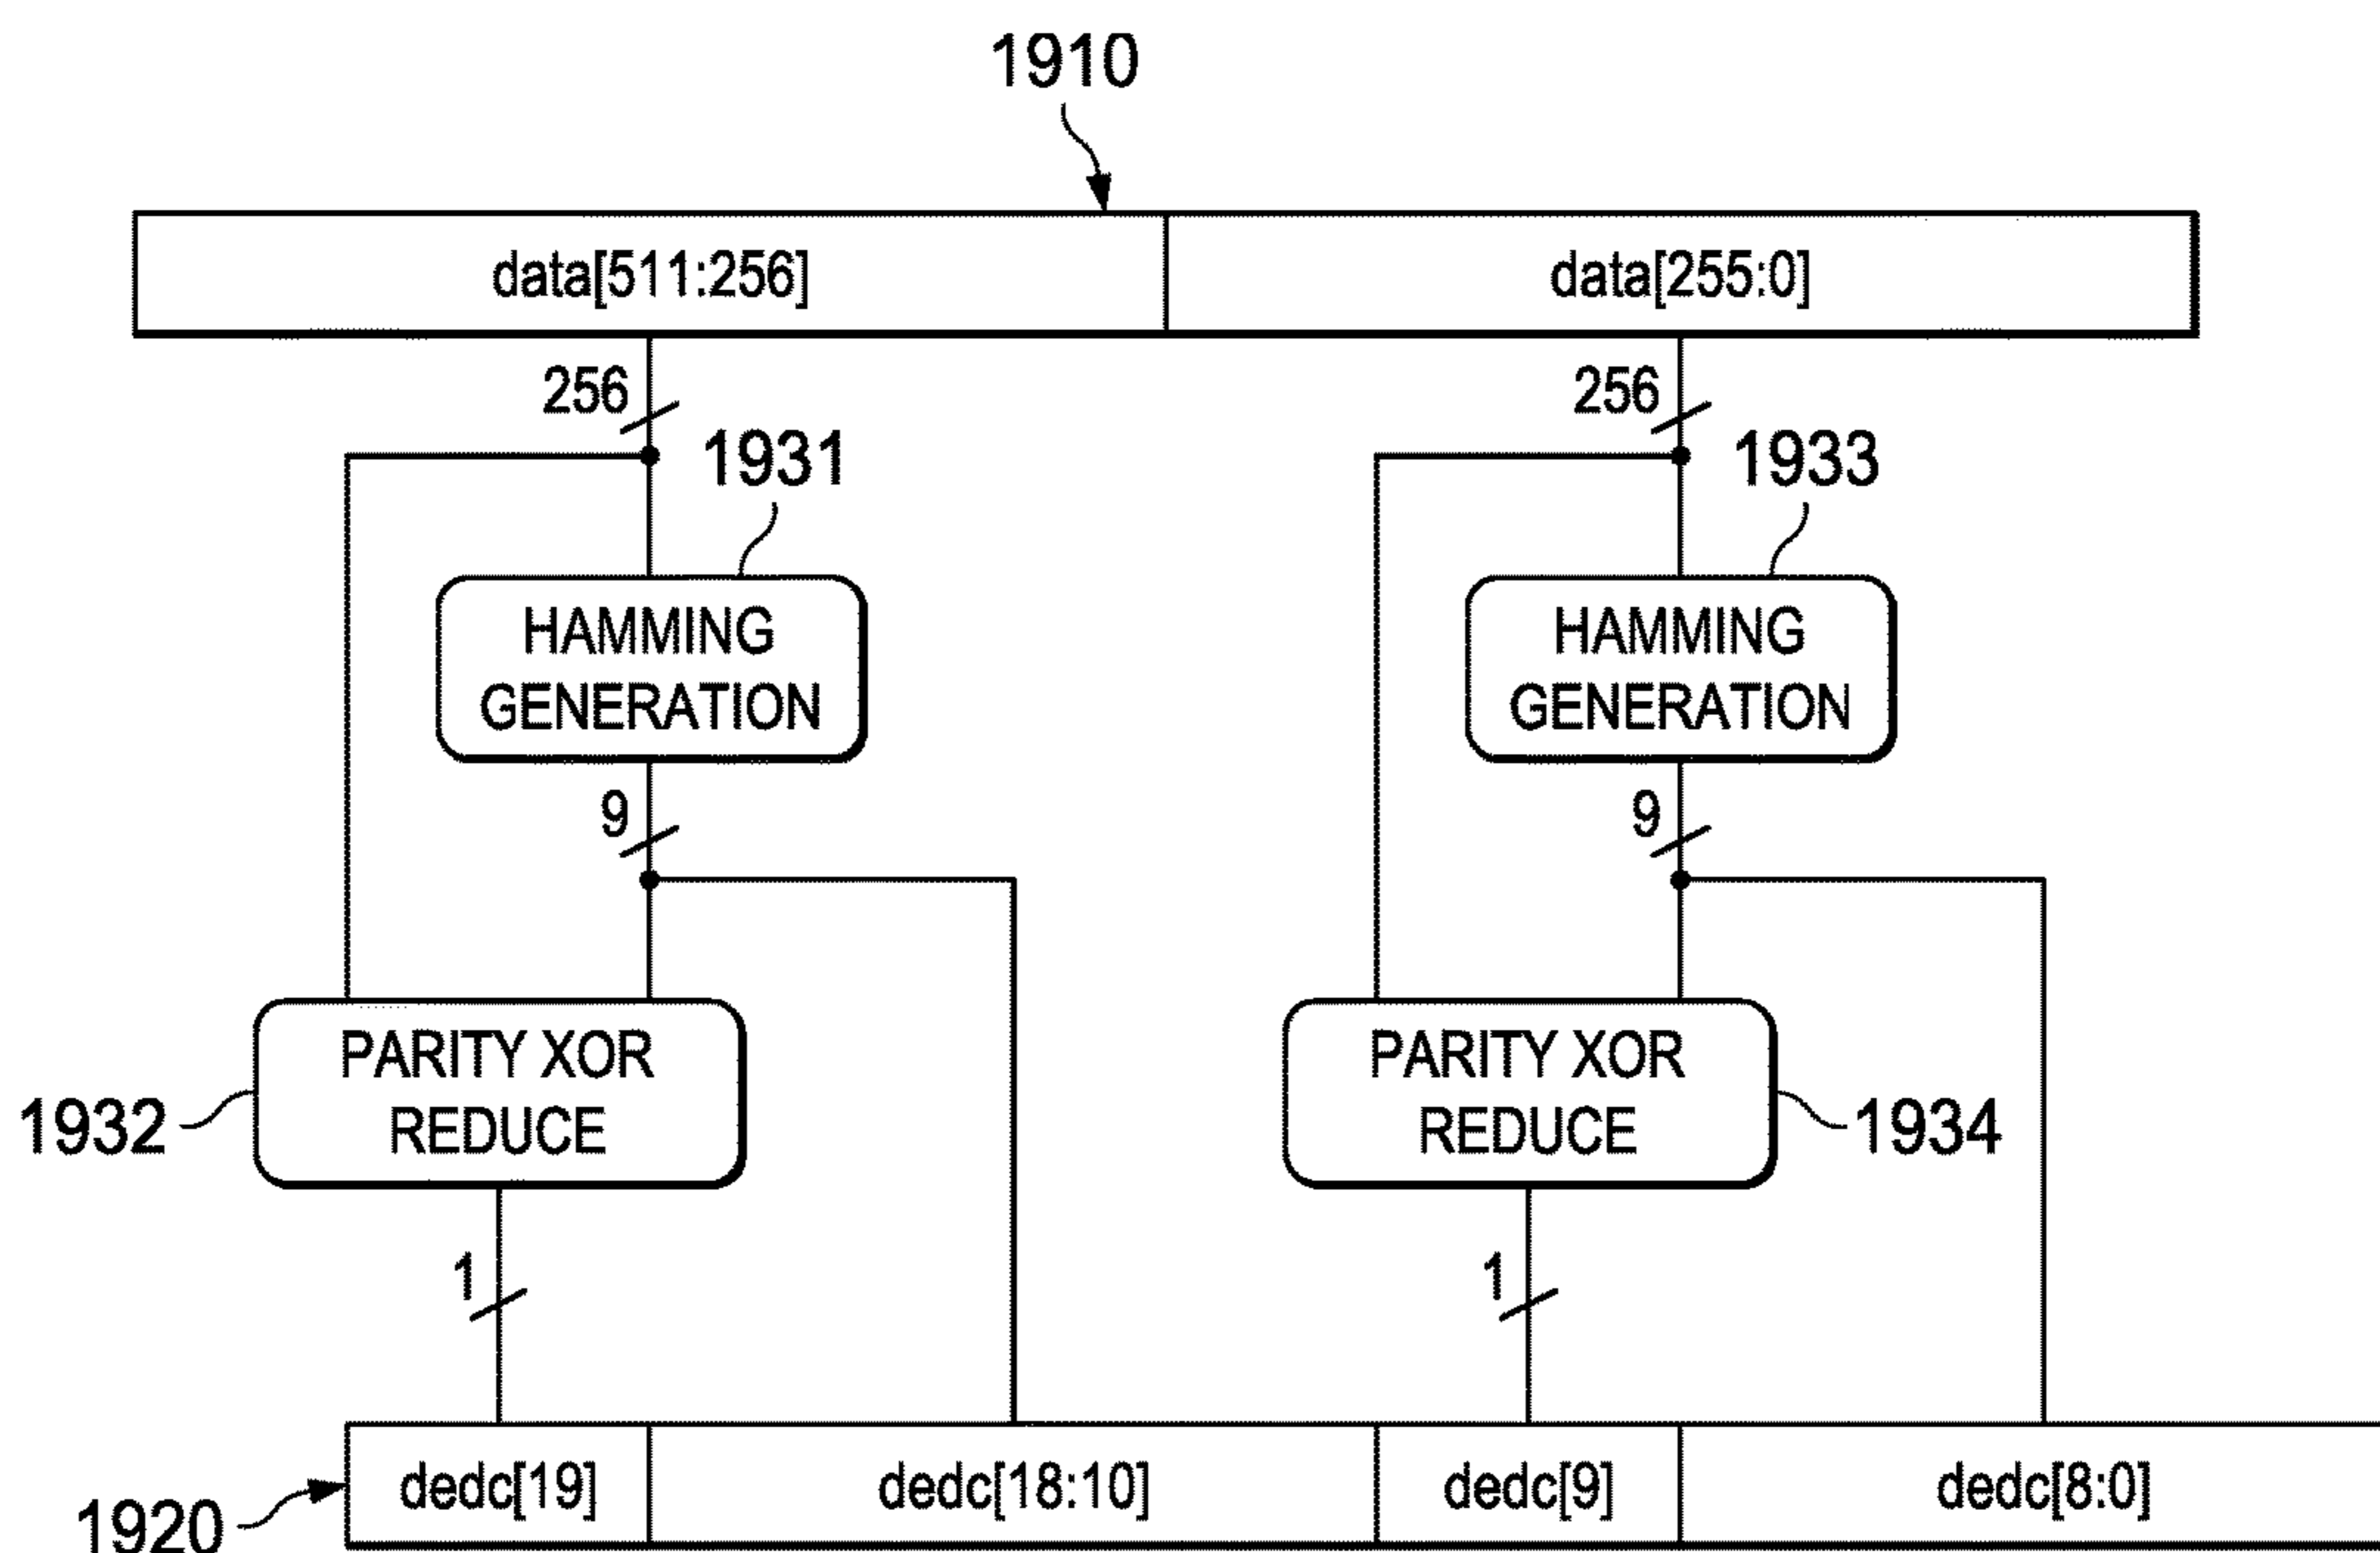 1910
data[511:256] data[255:0]
256 256
1931 1933
HAMMING
GENERATION
HAMMING
GENERATION
9 9
PARITY XOR
REDUCE
PARITY XOR
REDUCE
1932 1934
1 1
dedc[19] dedc[18:10] dedc[9] dedc[8:0]
1920